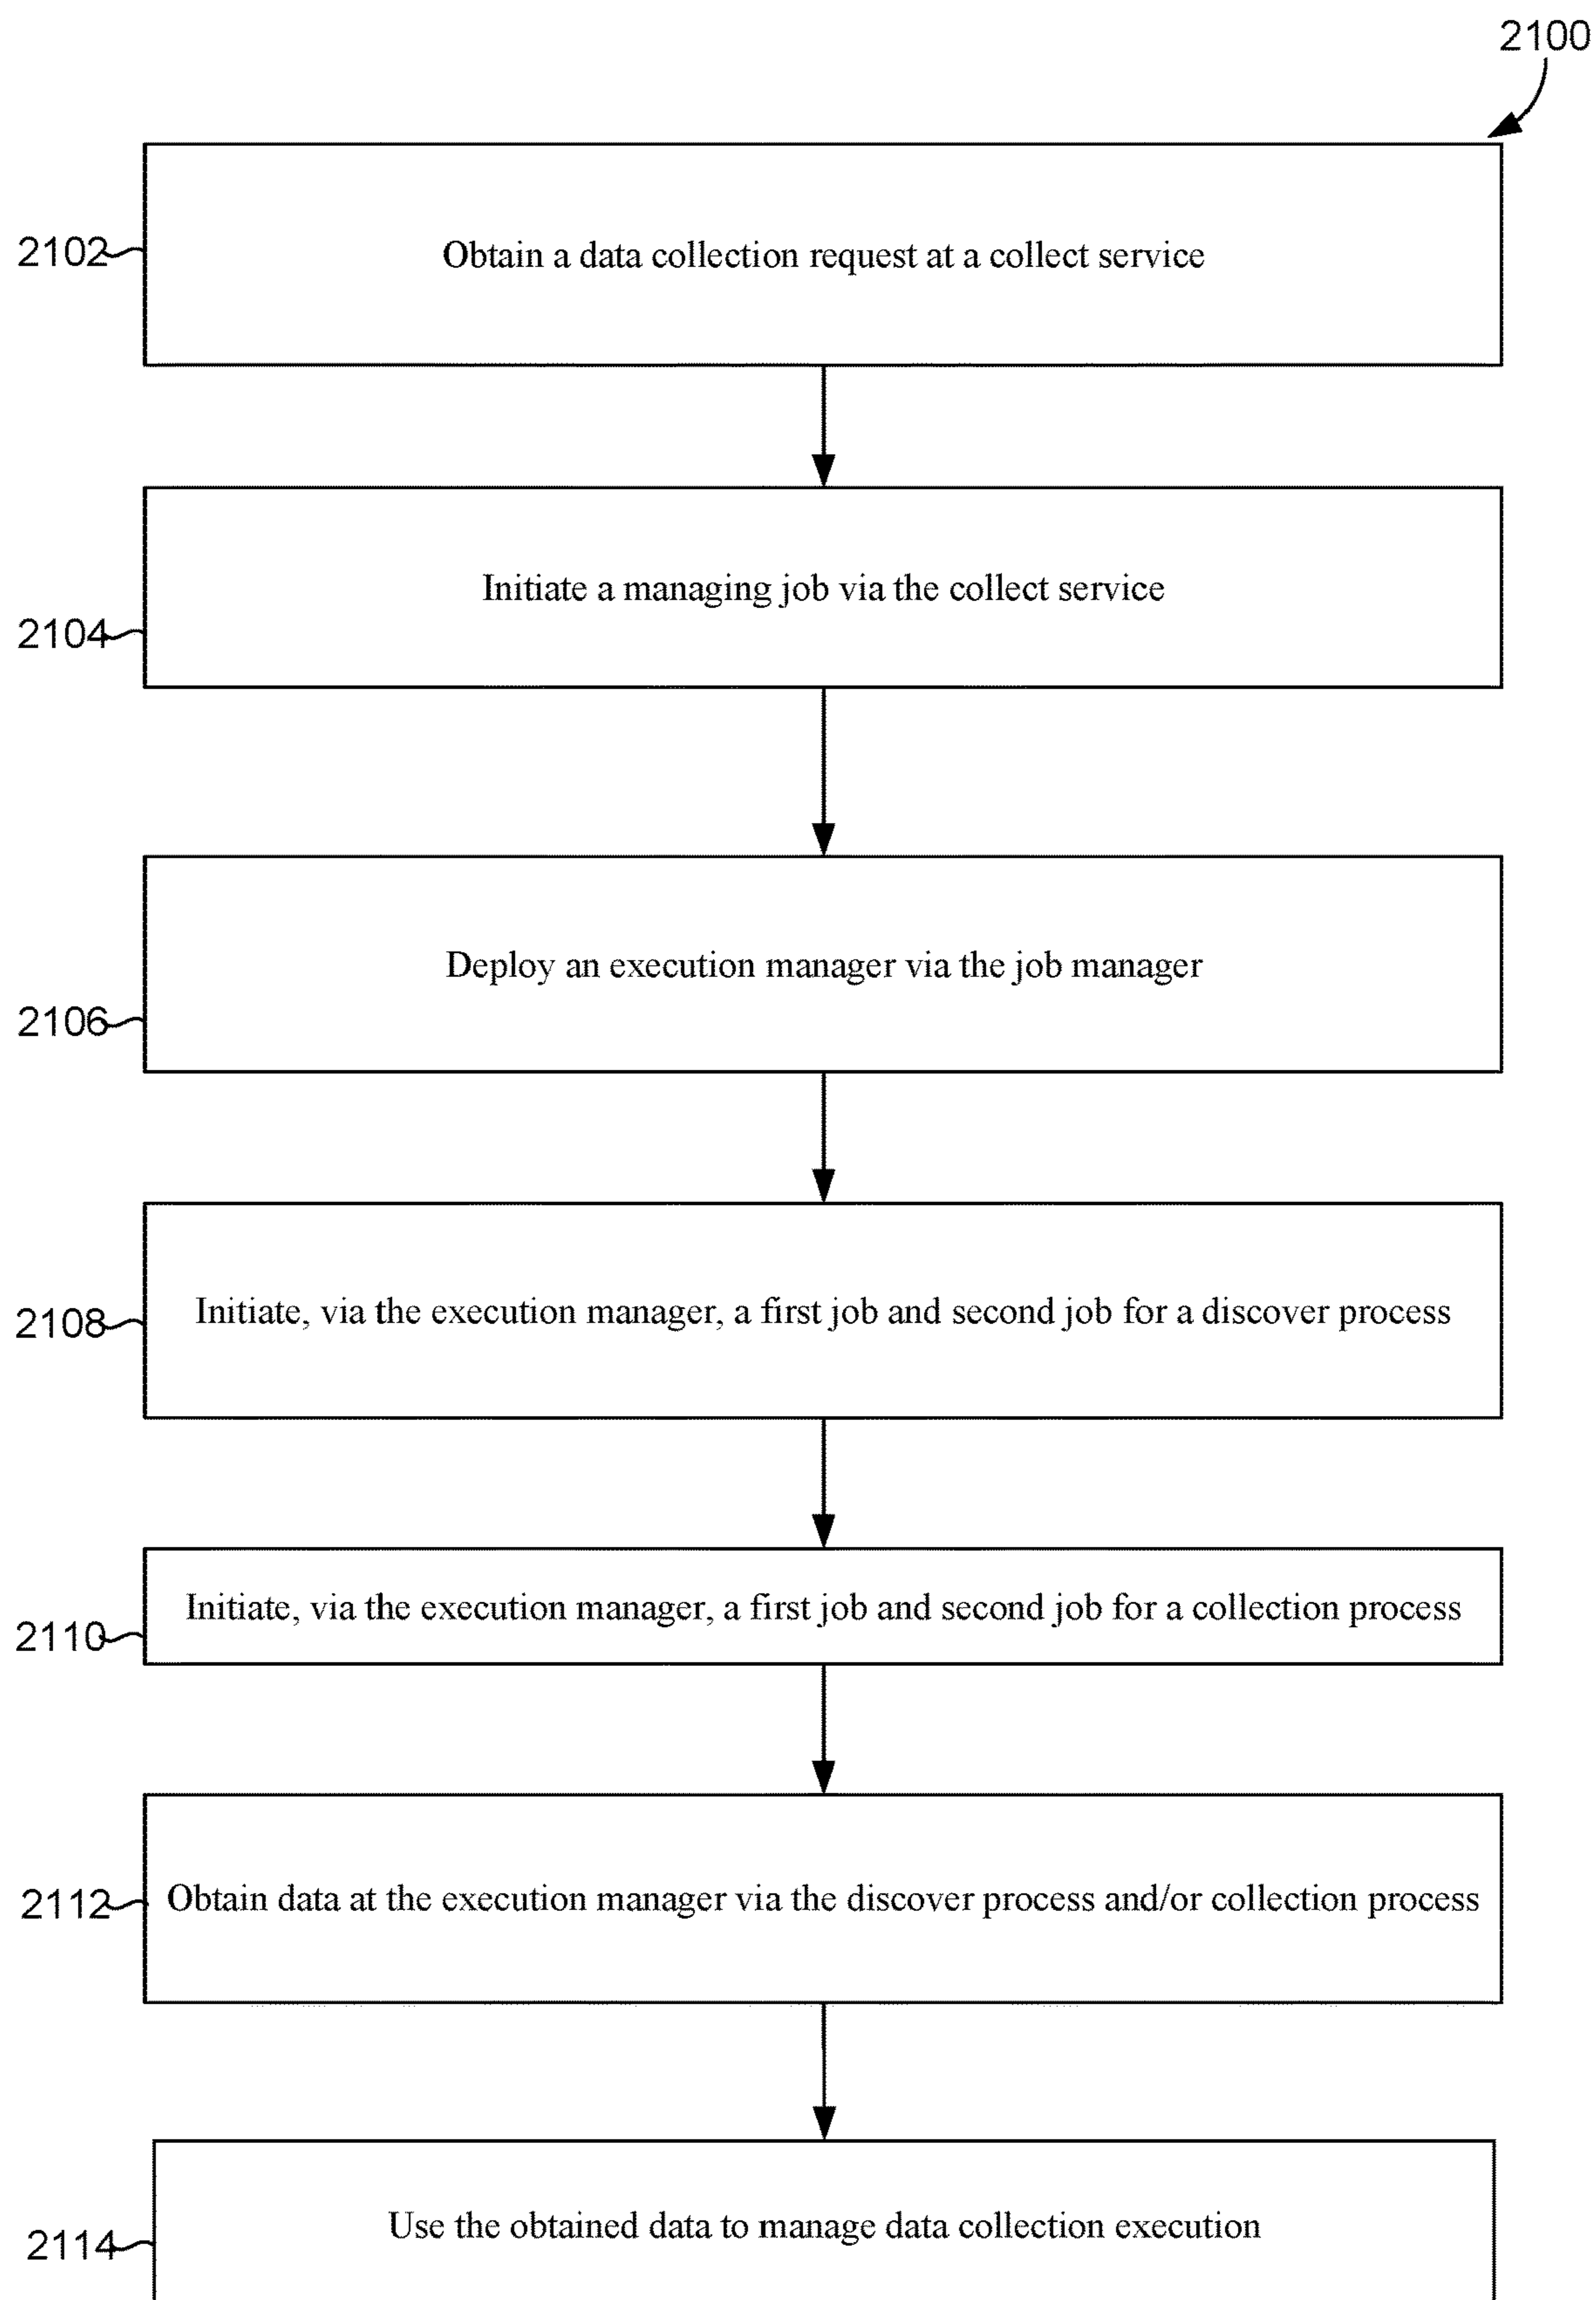 2100
2102
Obtain a data collection request at a collect service
Initiate a managing job via the collect service
2104
Deploy an execution manager via the job manager
2106
Initiate, via the execution manager, a first job and second job for a discover process
2108
Initiate, via the execution manager, a first job and second job for a collection process
2110
Obtain data at the execution manager via the discover process and/or collection process
2112
Use the obtained data to manage data collection execution
2114